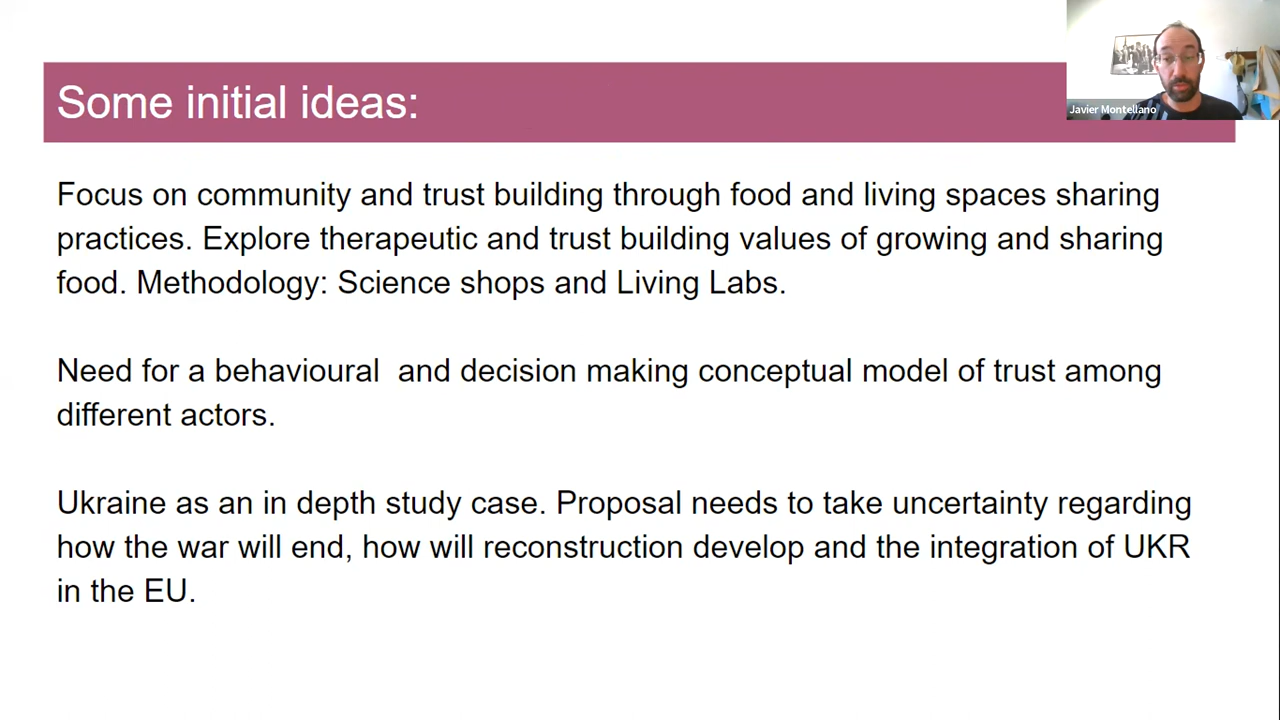 Some initial ideas:
Javier Montellano
Focus on community and trust building through food and living spaces sharing
practices. Explore therapeutic and trust building values of growing and sharing
food. Methodology: Science shops and Living Labs.
Need for a behavioural  and decision making conceptual model of trust among
different actors.
Ukraine as an in depth study case. Proposal needs to take uncertainty regarding
how the war will end, how will reconstruction develop and the integration of UKR
in the EU.